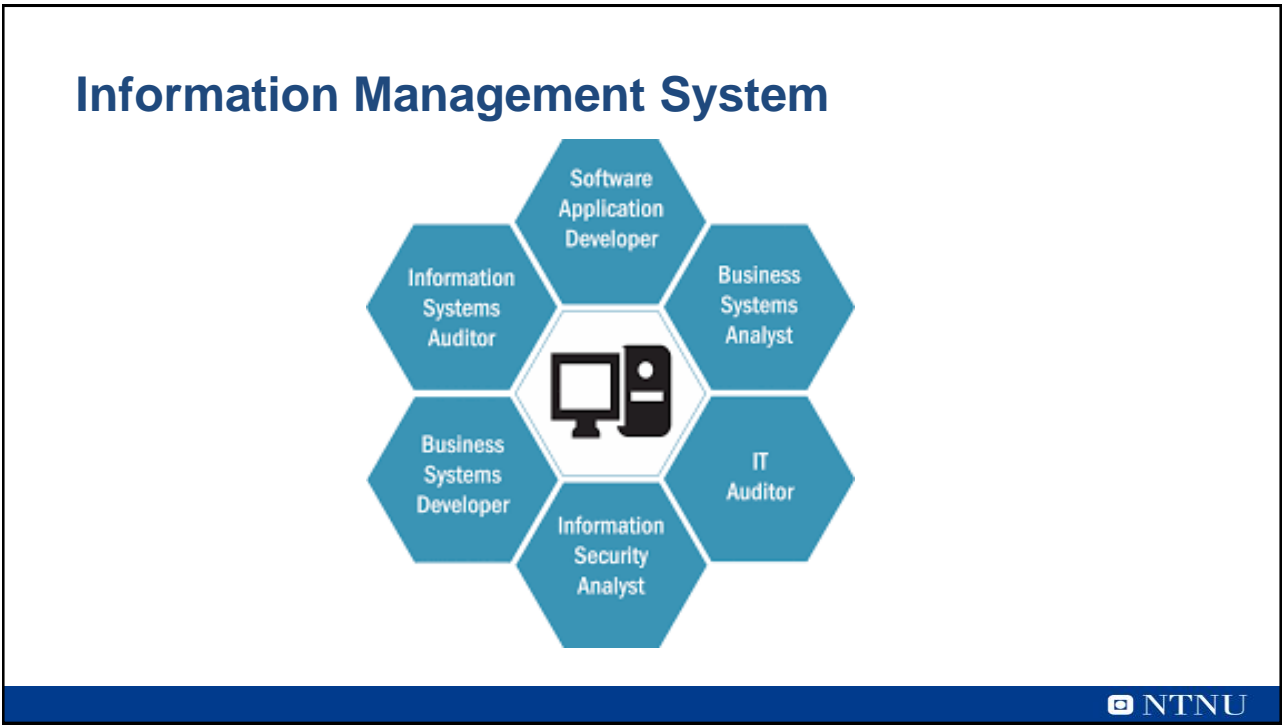 Information Management System
Software
Application
Developer
Information
Systems
Auditor
Business
Systems
Analyst
Business
Systems
Developer
IT
Auditor
Information
Security
Analyst
NTNU